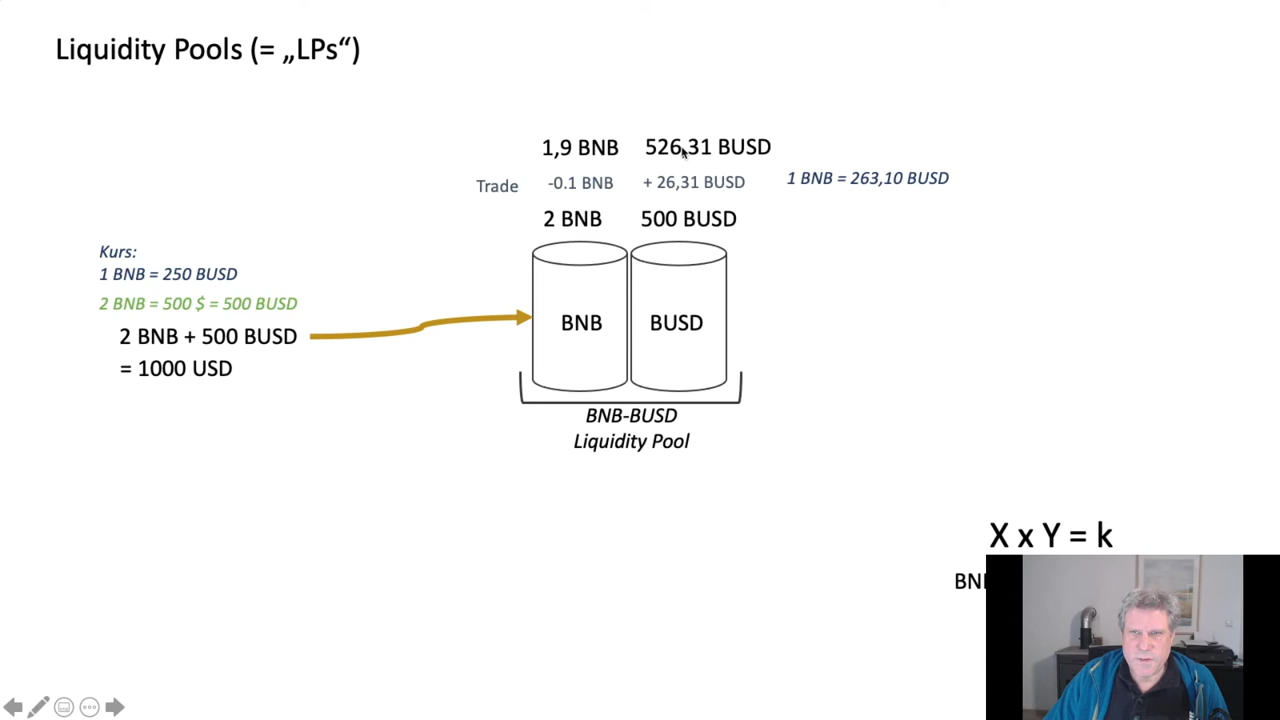 Liquidity Pools (= „LPs“)
1,9 BNB 526,31 BUSD
Trade -0.1 BNB + 26,31 BUSD 1 BNB = 263,10 BUSD
2 BNB 500 BUSD
Kurs:
1 BNB = 250 BUSD
2 BNB = 500 $ = 500 BUSD
2 BNB + 500 BUSD
= 1000 USD
BNB BUSD
BNB-BUSD
Liquidity Pool
X x Y = k